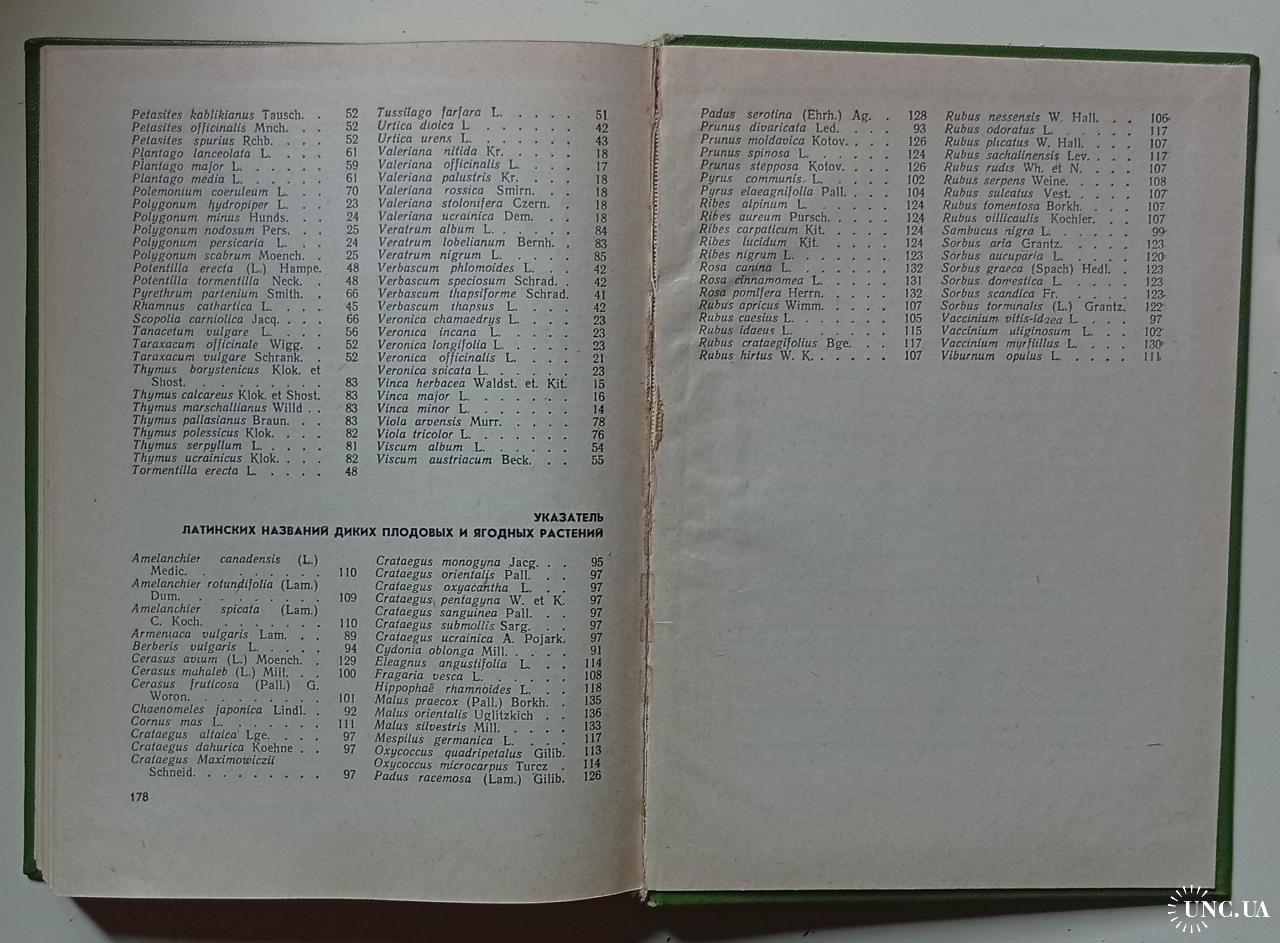 Petasites kablikianus Tausch. . 52
Petasites officinalis Mnch. . . 52
Petasites spurius Rchb. . . . 52
Plantago lanceolata L. . . . 61
Plantago major L. . . . . 59
Plantago media L. . . . . 61
Polemonium coeruleum L. . . 70
Polygonum hydropiper L. . . 23
Polygonum minus Hunds. . . 24
Polygonum nodosum Pers. . . 25
Polygonum persicaria L. . . 24
Polygonum scabrum Moench. . 25
Potentilla erecta (L.) Hampe. 48
Potentilla tormentilla Neck. . 48
Pyrethrum partenium Smith. . 66
Rhamnus cathartica L. . . . 45
Scopolia carniolica Jacq. . . . 66
Tanacetum vulgare L. . . . 56
Taraxacum officinale Wigg. . . 52
Taraxacum vulgare Schrank. . 52
Thymus borystenicus Klok. et
Shost. . . . . . . . . 83
Thymus calcareus Klok. et Shost. 83
Thymus marschallianus Willd . . 83
Thymus pallasianus Braun. . . 83
Thymus polessicus Klok. . . . 82
Thymus serpyllum L. . . . . 81
Thymus ucrainicus Klok. . . . 82
Tormentilla erecta L. . . . . 48
Tussilago farfara L. . . . . 51
Urtica dioica L . . . . . . 42
Urtica urens L. . . . . . 43
Valeriana nitida Kr. . . . . 18
Valeriana officinalis L. . . . 17
Valeriana palustris Kr. . . . 18
Valeriana rossica Smirn. . . . 18
Valeriana stolonifera Czern. . . 18
Valeriana ucrainica Dem. . . . 18
Veratrum album L. . . . . 84
Veratrum lobelianum Bernh. . . 83
Veratrum nigrum L. . . . . 85
Verbascum phlomoides L. . . . 42
Verbascum speciosum Schrad. . . 42
Verbascum thapsiforme Schrad. 41
Verbascum thapsus L. . . . 42
Veronica chamaedrys L. . . . 23
Veronica incana L. . . . . 23
Veronica longifolia L. . . . . 23
Veronica officinalis L. . . . . 21
Veronica spicata L. . . . . . 23
Vinca herbacea Waldst. et. Kit. 15
Vinca major L. . . . . . . 16
Vinca minor L. . . . . . . 14
Viola arvensis Murr. . . . . 78
Viola tricolor L. . . . . . . 76
Viscum album L. . . . . . 54
Viscum austriacum Beck. . . 55
УКАЗАТЕЛЬ
ЛАТИНСКИХ НАЗВАНИЙ ДИКИХ ПЛОДОВЫХ И ЯГОДНЫХ РАСТЕНИЙ
Amelanchier canadensis (L.)
Medic. . . . . . . . . 110
Amelanchier rotundifolia (Lam.)
Dum. . . . . . . . . 109
Amelanchier spicata (Lam.)
C. Koch. . . . . . . . 110
Armeniaca vulgaris Lam. . . 89
Berberis vulgaris L. . . . . 94
Cerasus avium (L.) Moench. . 129
Cerasus mahaleb (L.) Mill. . . 100
Cerasus fruticosa (Pall.) G.
Woron. . . . . . . . . 101
Chaenomeles japonica Lindl. . 92
Cornus mas L. . . . . . . 111
Crataegus altaica Lge. . . . 97
Crataegus dahurica Koehne . . 97
Crataegus Maximowiczii
Schneid. . . . . . . . . 97
Crataegus monogyna Jacg. . . 95
Crataegus orientalis Pall. . . 97
Crataegus oxyacantha L. . . 97
Crataegus pentagyna W. et K. 97
Crataegus sanguinea Pall. . . 97
Crataegus submollis Sarg. . . 97
Crataegus ucrainica A. Pojark. 97
Cydonia oblonga Mill. . . . . 91
Eleagnus angustifolia L. . . 114
Fragaria vesca L. . . . . . 108
Hippophaë rhamnoides L. . . 118
Malus praecox (Pall.) Borkh. . 135
Malus orientalis Uglitzkich . . 136
Malus silvestris Mill. . . . . 133
Mespilus germanica L. . . . 117
Oxycoccus quadripetalus Gilib. 113
Oxycoccus microcarpus Turcz . 114
Padus racemosa (Lam.) Gilib. 126
178
Padus serotina (Ehrh.) Ag. . 128
Prunus divaricata Led. . . . 93
Prunus moldavica Kotov. . . . 126
Prunus spinosa L. . . . . 124
Prunus stepposa Kotov. . . . 126
Pyrus communis L. . . . . 102
Pyrus elaeagnifolia Pall. . . . 104
Ribes alpinum L. . . . . . 124
Ribes aureum Pursch. . . . . 124
Ribes carpaticum Kit. . . . . 124
Ribes lucidum Kit. . . . . 124
Ribes nigrum L. . . . . . 123
Rosa canina L. . . . . . 132
Rosa cinnamomea L. . . . . 131
Rosa pomifera Herrn. . . . . 132
Rubus apricus Wimm. . . . . 107
Rubus caesius L. . . . . . 105
Rubus idaeus L. . . . . . 115
Rubus crataegifolius Bge. . . 117
Rubus hirtus W. K. . . . . . 107
Rubus nessensis W. Hall. . . 106
Rubus odoratus L. . . . . . 117
Rubus plicatus W. Hall. . . . 107
Rubus sachalinensis Lev. . . . 117
Rubus rudis Wh. et N. . . . 107
Rubus serpens Weine. . . . . 108
Rubus sulcatus Vest. . . . . 107
Rubus tomentosa Borkh. . . . 107
Rubus villicaulis Kochler. . . . 107
Sambucus nigra L. . . . . . 99
Sorbus aria Grantz. . . . . . 123
Sorbus aucuparia L. . . . . 120
Sorbus graeca (Spach) Hedl. . 123
Sorbus domestica L. . . . . 123
Sorbus scandica Fr. . . . . 123
Sorbus torminalis (L.) Grantz. 122
Vaccinium vitis-idaea L. . . . 97
Vaccinium uliginosum L. . . . 102
Vaccinium myrfillus L. . . . 130
Viburnum opulus L. . . . . 111
UNC.UA